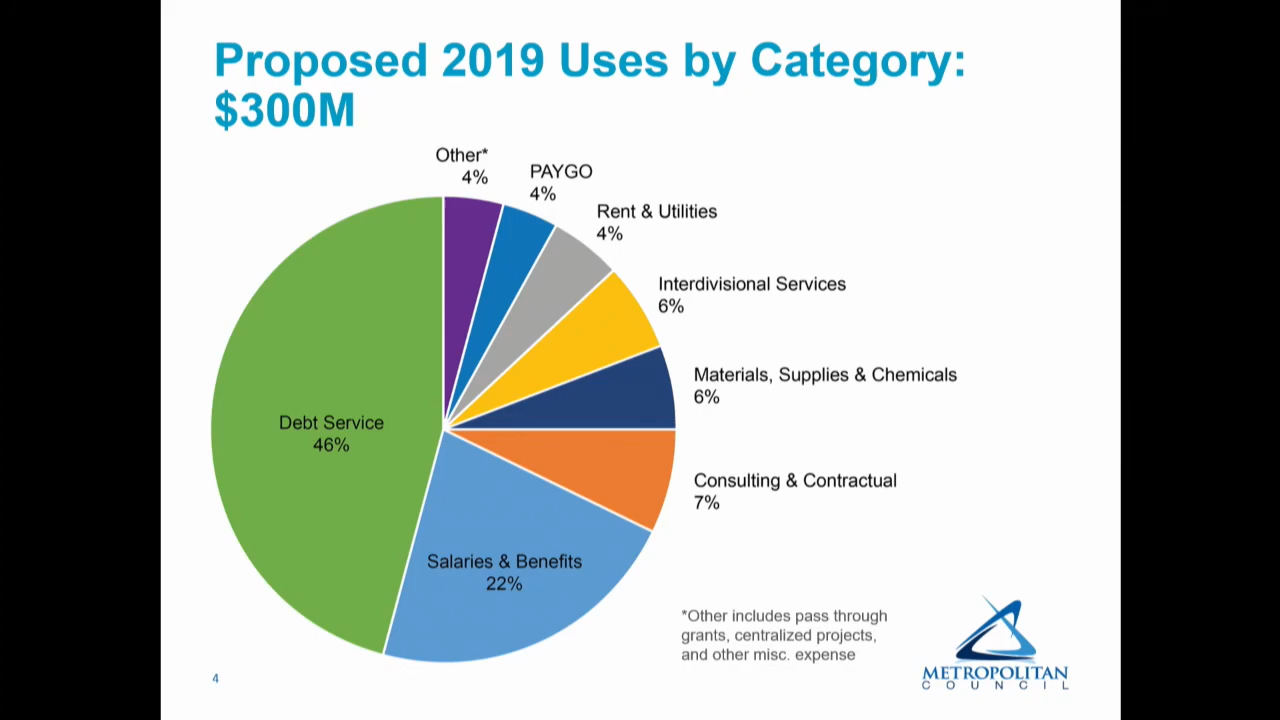 Proposed 2019 Uses by Category:
$300M
Other*
4%
PAYGO
4%
Rent & Utilities
4%
Interdivisional Services
6%
Materials, Supplies & Chemicals
6%
Debt Service
46%
Consulting & Contractual
7%
Salaries & Benefits
22%
*Other includes pass through
grants, centralized projects,
and other misc. expense
4
METROPOLITAN
COUNCIL